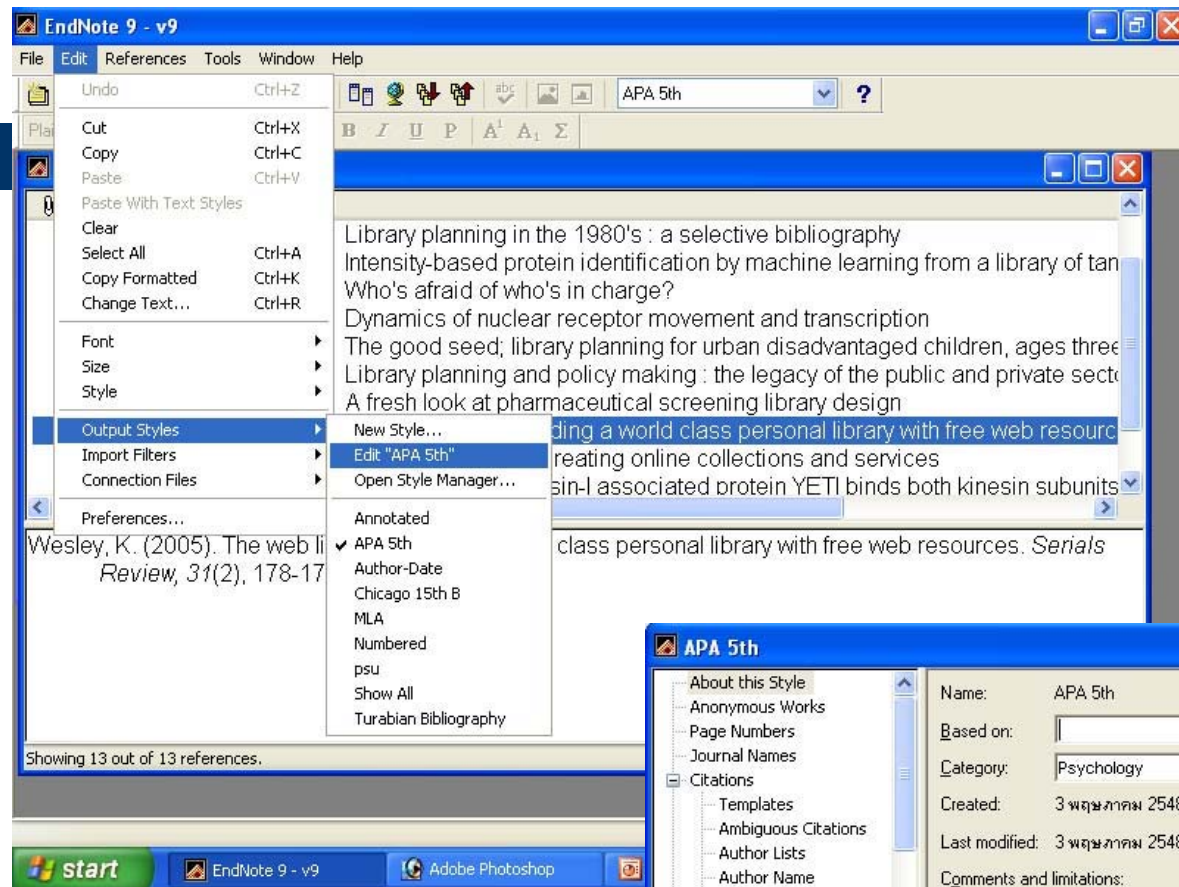 EndNote 9 - v9
File Edit References Tools Window Help
Undo Ctrl+Z
APA 5th ?
Cut Ctrl+X
Plai B I U P A¹ A₁ Σ
Copy Ctrl+C
Paste Ctrl+V
Paste With Text Styles
Clear
Select All Ctrl+A
Copy Formatted Ctrl+K
Change Text... Ctrl+R
Font
Size
Style
Output Styles
Import Filters
Connection Files
Preferences...
Library planning in the 1980's : a selective bibliography
Intensity-based protein identification by machine learning from a library of tan
Who's afraid of who's in charge?
Dynamics of nuclear receptor movement and transcription
The good seed; library planning for urban disadvantaged children, ages three
Library planning and policy making : the legacy of the public and private secto
A fresh look at pharmaceutical screening library design
ding a world class personal library with free web resourc
reating online collections and services
sin-I associated protein YETI binds both kinesin subunits
New Style...
Edit "APA 5th"
Open Style Manager...
Annotated
APA 5th
Author-Date
Chicago 15th B
MLA
Numbered
psu
Show All
Turabian Bibliography
Wesley, K. (2005). The web li class personal library with free web resources. Serials
Review, 31(2), 178-17
Showing 13 out of 13 references.
APA 5th
About this Style
Anonymous Works
Page Numbers
Journal Names
Citations
Templates
Ambiguous Citations
Author Lists
Author Name
Name: APA 5th
Based on:
Category: Psychology
Created: 3 พฤษภาคม 2548
Last modified: 3 พฤษภาคม 2548
Comments and limitations:
start EndNote 9 - v9 Adobe Photoshop